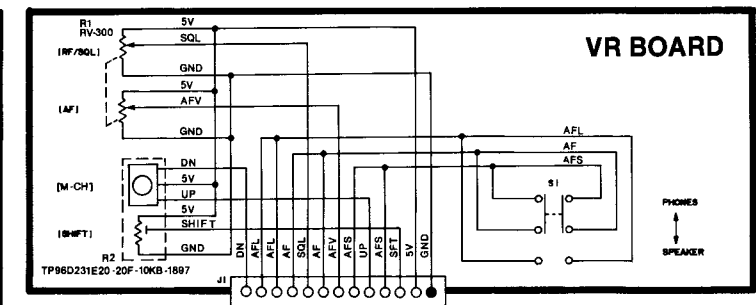 VR BOARD
R1
RV-300
5V
SQL
[RF/SQL]
GND
5V
AFV
[AF]
GND
DN
5V
[M-CH]
UP
5V
SHIFT
[SHIFT]
GND
R2
TP96D231E20-20F-10KB-1897
J1
DN
AFL
AFL
AF
SQL
AF
AFV
AFS
UP
AFS
SFT
5V
GND
AFL
AF
AFS
S1
PHONES
SPEAKER